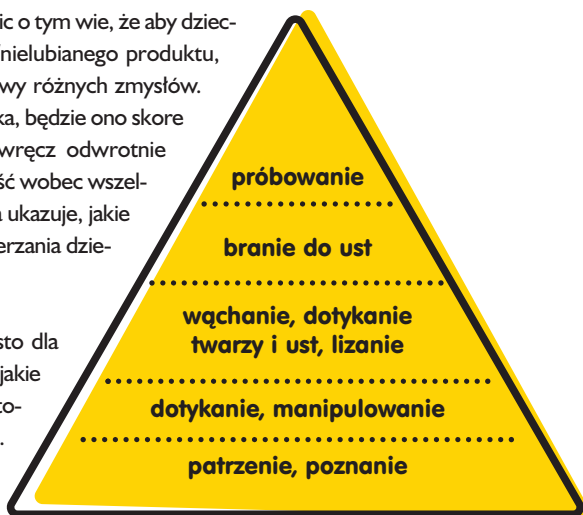 ic o tym wie, że aby dziec-
nielubianego produktu,
wy różnych zmysłów.
ka, będzie ono skore
wręcz odwrotnie
ść wobec wszel-
a ukazuje, jakie
erzania dzie-
sto dla
jakie
to-
próbowanie
branie do ust
wąchanie, dotykanie
twarzy i ust, lizanie
dotykanie, manipulowanie
patrzenie, poznanie